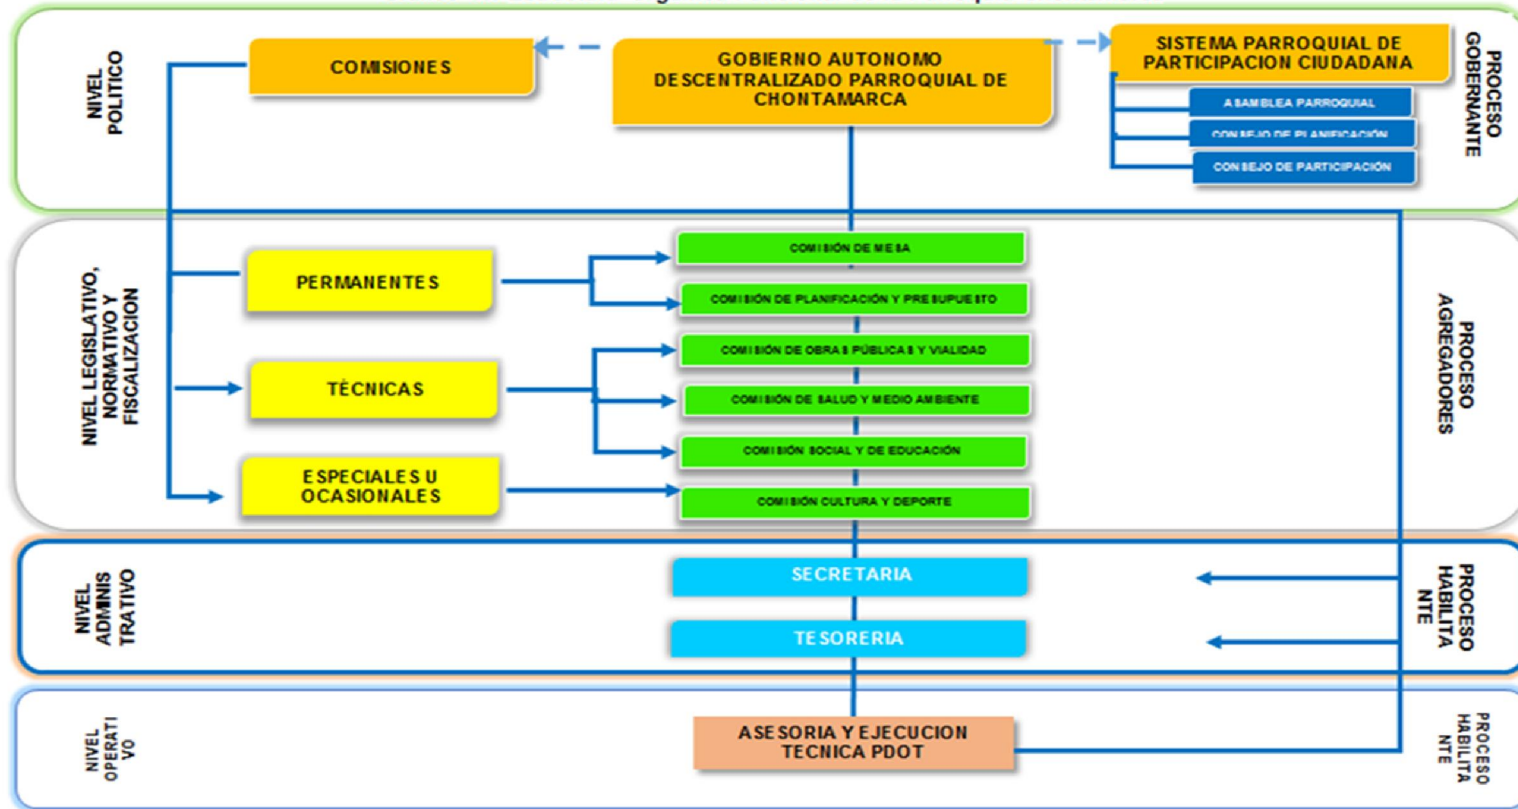 NIVEL
POLITICO
COMISIONES
GOBIERNO AUTONOMO
DESCENTRALIZADO PARROQUIAL DE
CHONTAMARCA
SISTEMA PARROQUIAL DE
PARTICIPACION CIUDADANA
ASAMBLEA PARROQUIAL
CONSEJO DE PLANIFICACIÓN
CONSEJO DE PARTICIPACIÓN
PROCESO
GOBERNANTE
NIVEL LEGISLATIVO,
NORMATIVO Y
FISCALIZACION
PERMANENTES
TÉCNICAS
ESPECIALES U
OCASIONALES
COMISIÓN DE MESA
COMISIÓN DE PLANIFICACIÓN Y PRESUPUESTO
COMISIÓN DE OBRAS PÚBLICAS Y VIALIDAD
COMISIÓN DE SALUD Y MEDIO AMBIENTE
COMISIÓN SOCIAL Y DE EDUCACIÓN
COMISIÓN CULTURA Y DEPORTE
PROCESO
AGREGADORES
NIVEL
ADMINIS
TRATIVO
SECRETARIA
TESORERIA
PROCESO
HABILITA
NTE
NIVEL
OPERATI
VO
ASESORIA Y EJECUCION
TECNICA PDOT
PROCESO
HABILITA
NTE